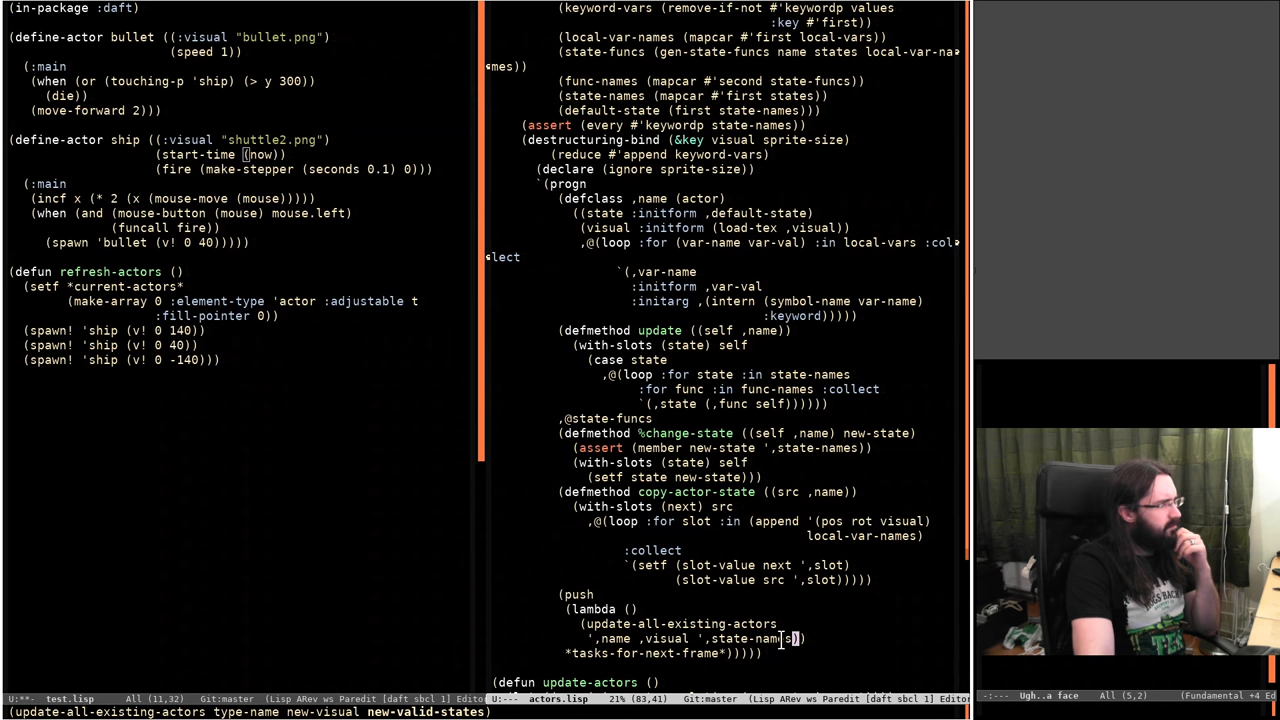 (in-package :daft)
(define-actor bullet ((:visual "bullet.png")
(speed 1))
(:main
(when (or (touching-p 'ship) (> y 300))
(die))
(move-forward 2)))
(define-actor ship ((:visual "shuttle2.png")
(start-time (now))
(fire (make-stepper (seconds 0.1) 0)))
(:main
(incf x (* 2 (x (mouse-move (mouse)))))
(when (and (mouse-button (mouse) mouse.left)
(funcall fire))
(spawn 'bullet (v! 0 40)))))
(defun refresh-actors ()
(setf *current-actors*
(make-array 0 :element-type 'actor :adjustable t
:fill-pointer 0))
(spawn! 'ship (v! 0 140))
(spawn! 'ship (v! 0 40))
(spawn! 'ship (v! 0 -140)))
U:**- test.lisp All (11,32) Git:master (Lisp ARev ws Paredit [daft sbcl 1] Edito
(keyword-vars (remove-if-not #'keywordp values
:key #'first))
(local-var-names (mapcar #'first local-vars))
(state-funcs (gen-state-funcs name states local-var-na
mes))
(func-names (mapcar #'second state-funcs))
(state-names (mapcar #'first states))
(default-state (first state-names)))
(assert (every #'keywordp state-names))
(destructuring-bind (&key visual sprite-size)
(reduce #'append keyword-vars)
(declare (ignore sprite-size))
`(progn
(defclass ,name (actor)
((state :initform ,default-state)
(visual :initform (load-tex ,visual))
,@(loop :for (var-name var-val) :in local-vars :col
lect
`(,var-name
:initform ,var-val
:initarg ,(intern (symbol-name var-name)
:keyword)))))
(defmethod update ((self ,name))
(with-slots (state) self
(case state
,@(loop :for state :in state-names
:for func :in func-names :collect
`(,state (,func self))))))
,@state-funcs
(defmethod %change-state ((self ,name) new-state)
(assert (member new-state ',state-names))
(with-slots (state) self
(setf state new-state)))
(defmethod copy-actor-state ((src ,name))
(with-slots (next) src
,@(loop :for slot :in (append '(pos rot visual)
local-var-names)
:collect
`(setf (slot-value next ',slot)
(slot-value src ',slot)))))
(push
(lambda ()
(update-all-existing-actors
',name ,visual ',state-names))
*tasks-for-next-frame*)))))
(defun update-actors ()
U:--- actors.lisp 21% (83,41) Git:master (Lisp ARev ws Paredit [daft sbcl 1] Edito
-:--- Ugh..a face All (5,2) (Fundamental +4 Ed
(update-all-existing-actors type-name new-visual new-valid-states)